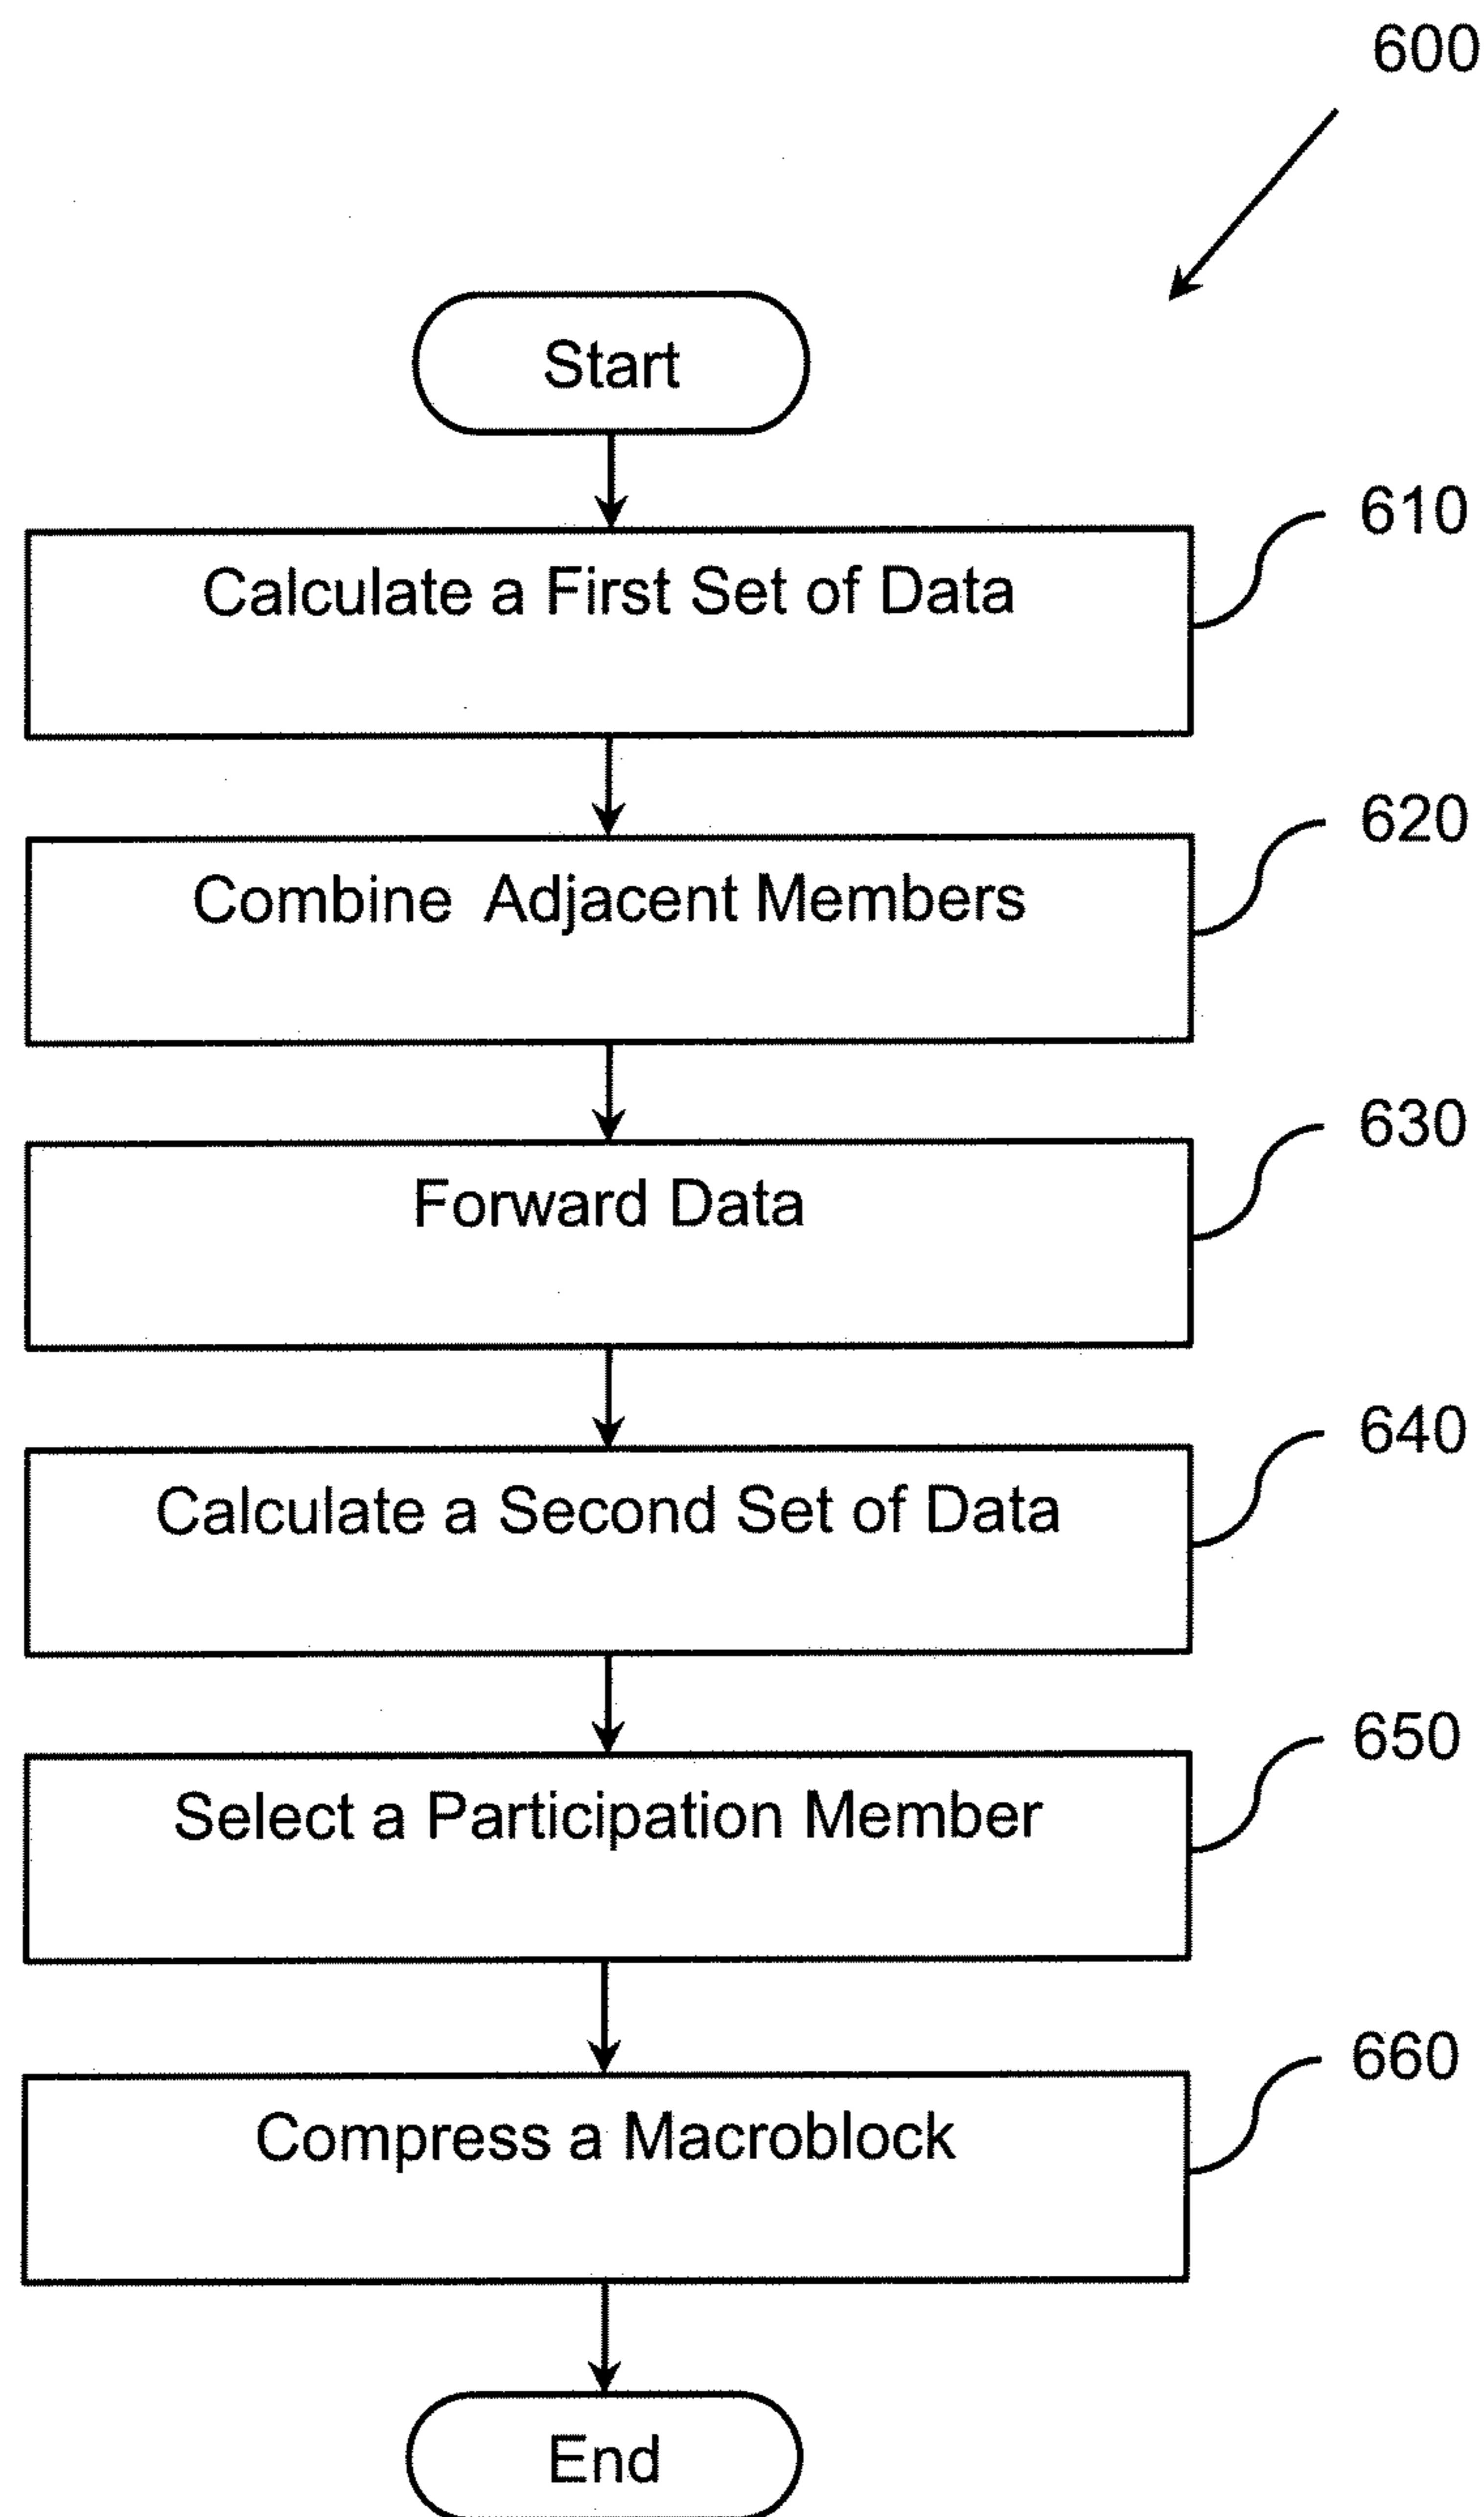 600
Start
610
Calculate a First Set of Data
620
Combine Adjacent Members
630
Forward Data
640
Calculate a Second Set of Data
650
Select a Participation Member
660
Compress a Macroblock
End